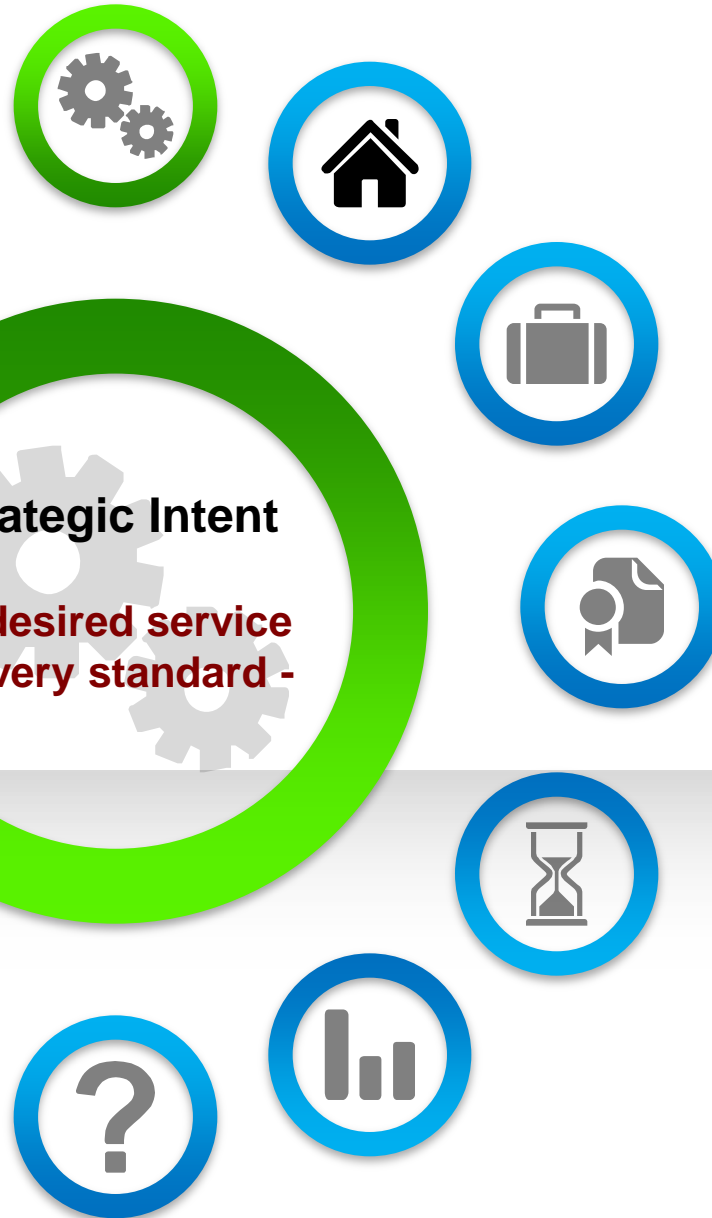 ategic Intent
desired service
very standard -
?